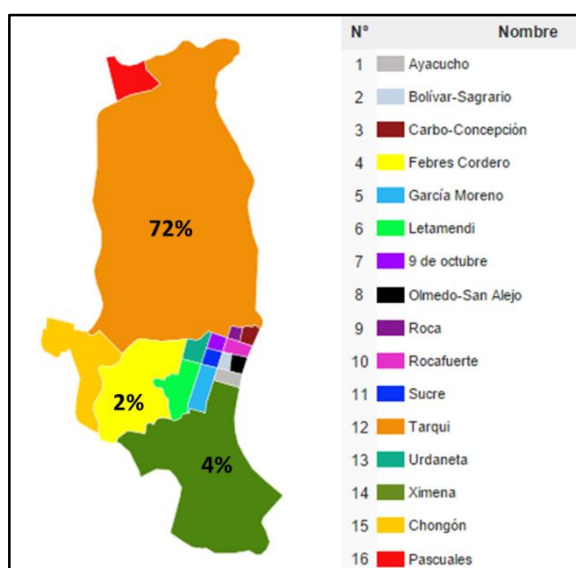 N° Nombre
1 Ayacucho
2 Bolívar-Sagrario
3 Carbo-Concepción
4 Febres Cordero
5 García Moreno
6 Letamendi
7 9 de octubre
8 Olmedo-San Alejo
9 Roca
10 Rocafuerte
11 Sucre
12 Tarqui
13 Urdaneta
14 Ximena
15 Chongón
16 Pascuales
72%
2%
4%